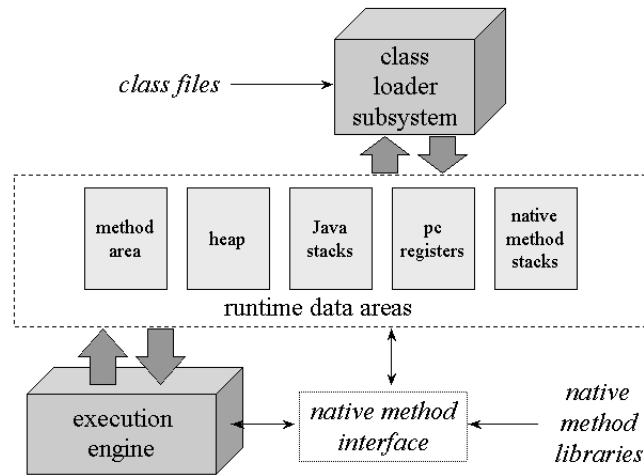 class
loader
subsystem
class files
method
area
heap
Java
stacks
pc
registers
native
method
stacks
runtime data areas
execution
engine
native method
interface
native
method
libraries